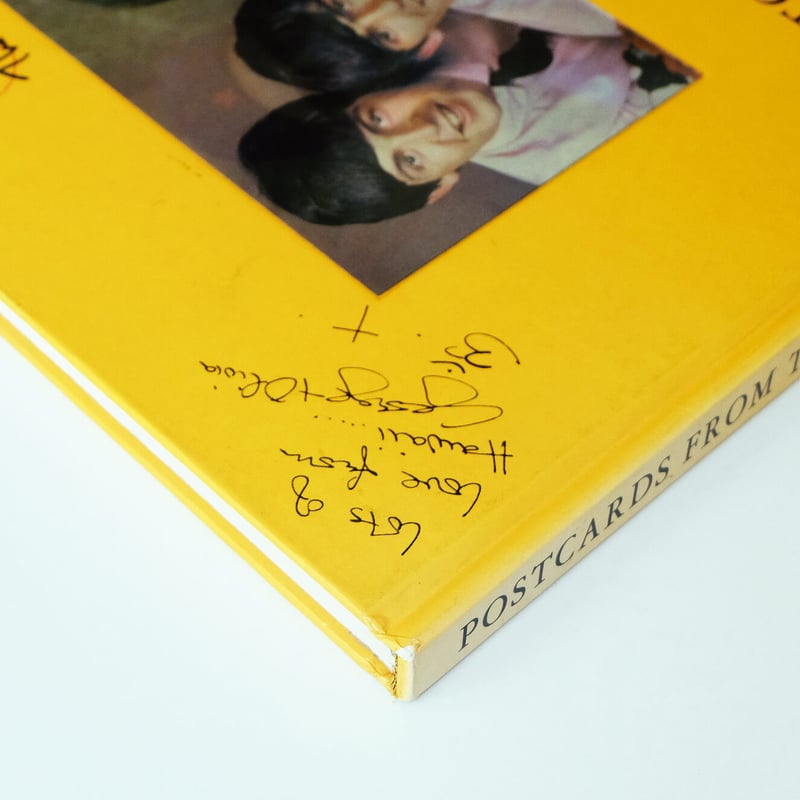 lots of
love from
Hawaii .....
George + Olivia
ॐ +
POSTCARDS FROM T